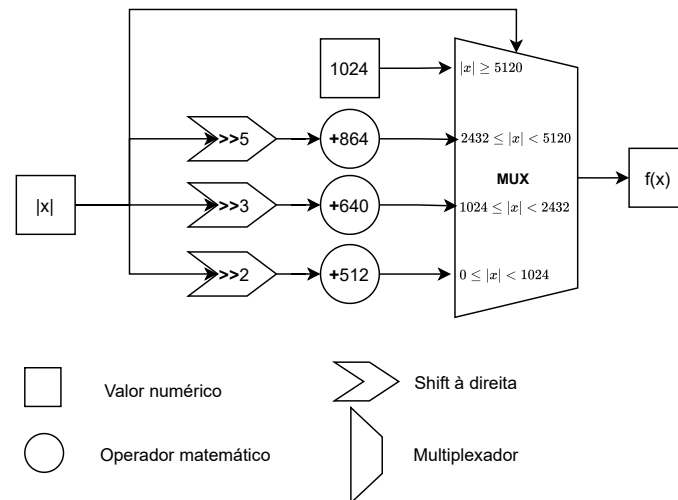 1024
|x| ≥ 5120
>>5
+864
2432 ≤ |x| < 5120
MUX
|x|
>>3
+640
1024 ≤ |x| < 2432
f(x)
>>2
+512
0 ≤ |x| < 1024
Valor numérico
Shift à direita
Operador matemático
Multiplexador